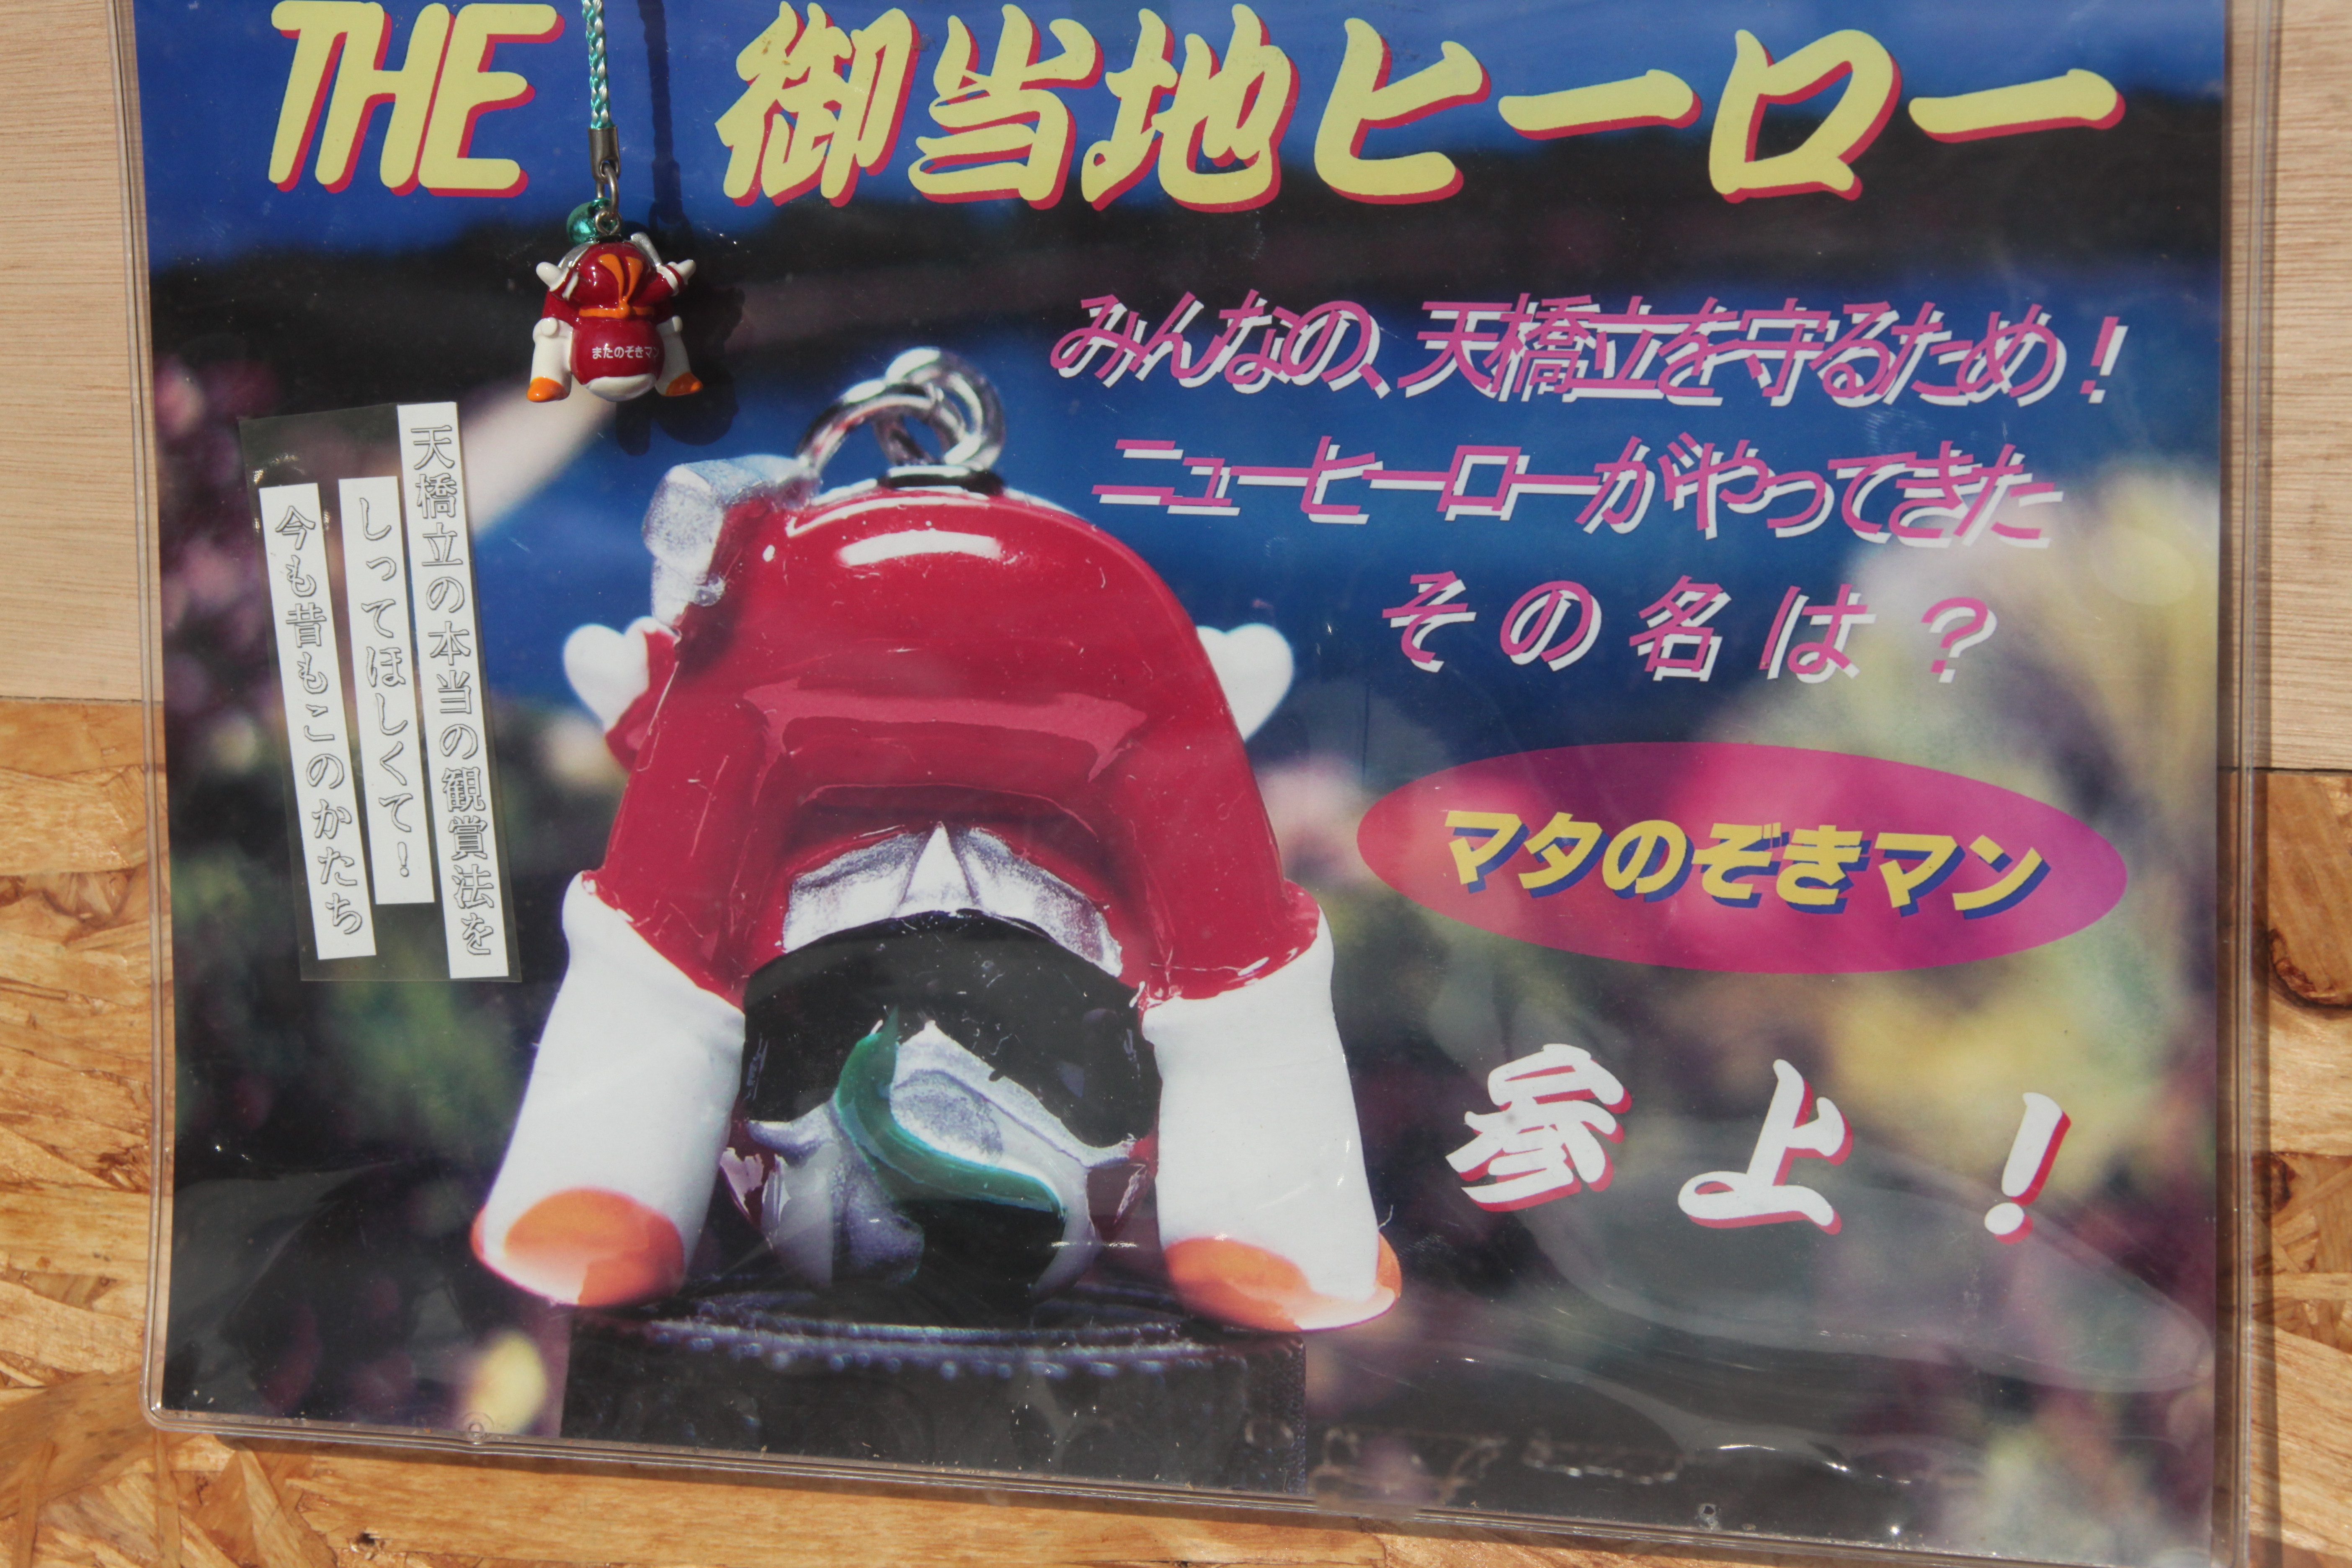 THE 御当地ヒーロー
みんなの、天橋立を守るため！
ニューヒーローがやってきた
その名は？
マタのぞきマン
参上！
天橋立の本当の観賞法を
しってほしくて！
今も昔もこのかたち
またのぞきマン